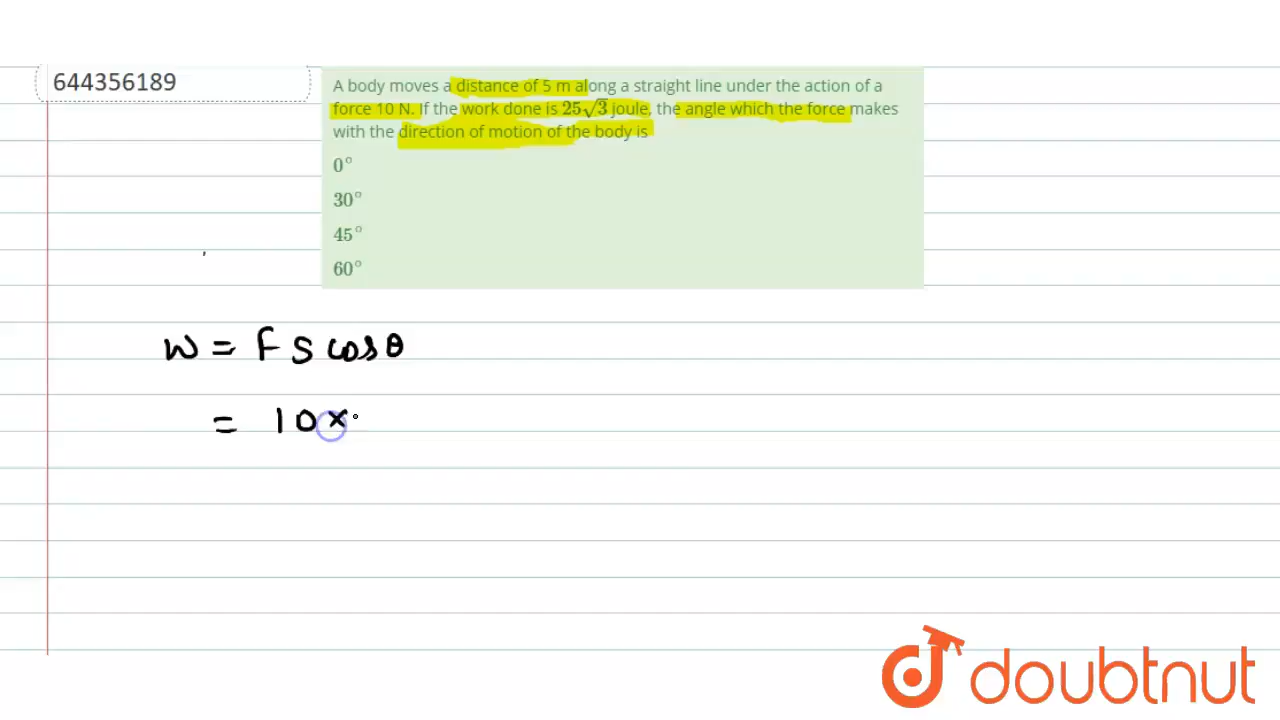 644356189
A body moves a distance of 5 m along a straight line under the action of a
force 10 N. If the work done is 25√3 joule, the angle which the force makes
with the direction of motion of the body is
0°
30°
45°
60°
W = F S cosθ
= 10×
doubtnut